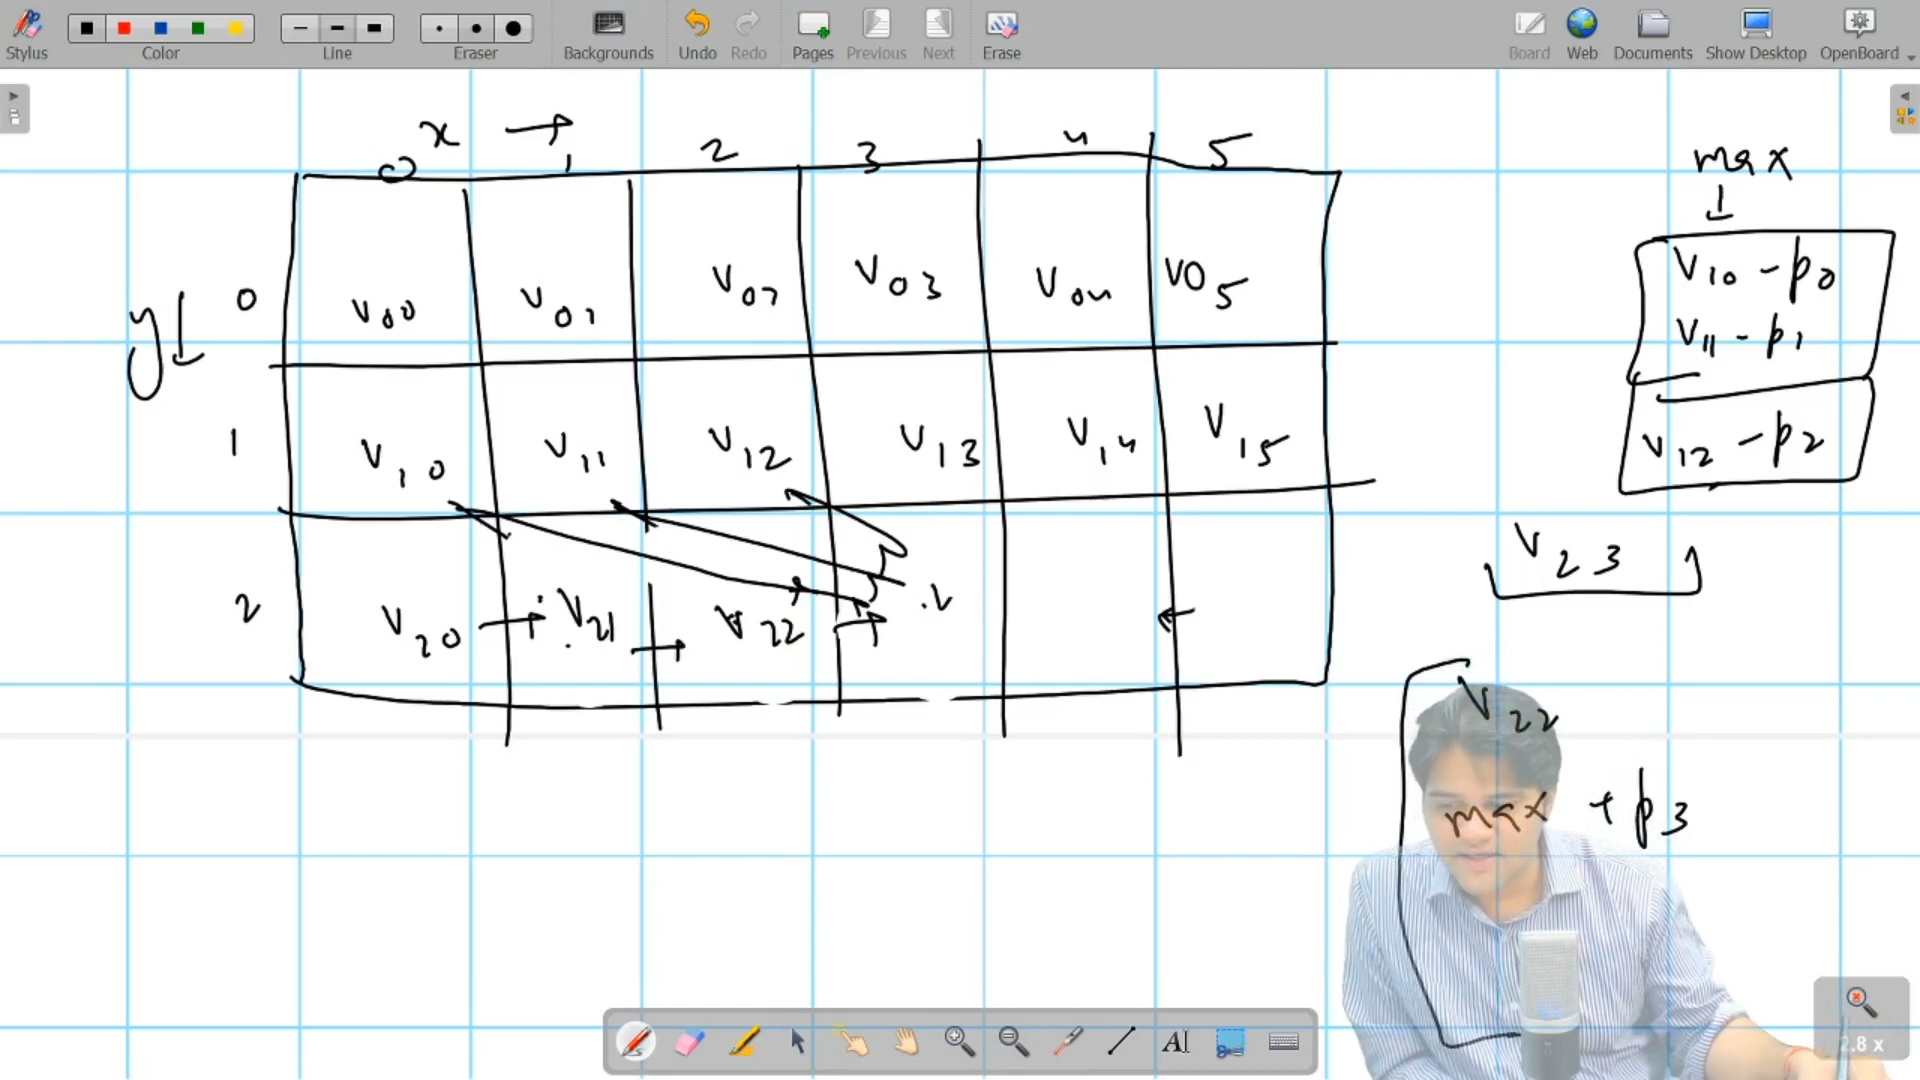 Stylus
Color
Line
Eraser
Backgrounds
Undo
Redo
Pages
Previous
Next
Erase
Board
Web
Documents
Show Desktop
OpenBoard
x →
0 1 2 3 4 5
y↓
0 V00 V01 V02 V03 V04 V05
1 V10 V11 V12 V13 V14 V15
2 V20 → V21 → V22 →
max
↓
V10 - p0
V11 - p1
V12 - p2
V23
V22
max + p3
2.8 x